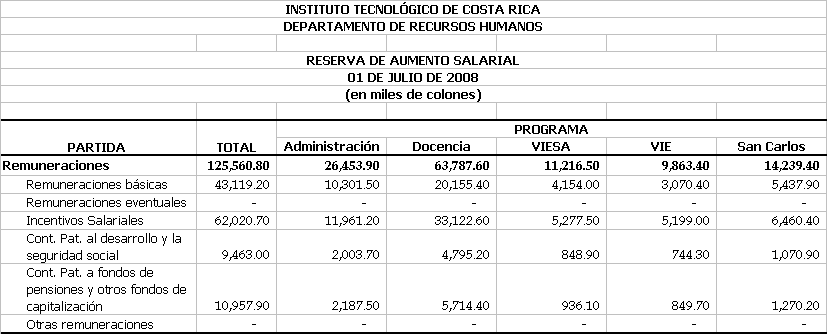 INSTITUTO TECNOLÓGICO DE COSTA RICA
DEPARTAMENTO DE RECURSOS HUMANOS
RESERVA DE AUMENTO SALARIAL
01 DE JULIO DE 2008
(en miles de colones)
PROGRAMA
PARTIDA TOTAL Administración Docencia VIESA VIE San Carlos
Remuneraciones 125,560.80 26,453.90 63,787.60 11,216.50 9,863.40 14,239.40
Remuneraciones básicas 43,119.20 10,301.50 20,155.40 4,154.00 3,070.40 5,437.90
Remuneraciones eventuales - - - - - -
Incentivos Salariales 62,020.70 11,961.20 33,122.60 5,277.50 5,199.00 6,460.40
Cont. Pat. al desarrollo y la
seguridad social 9,463.00 2,003.70 4,795.20 848.90 744.30 1,070.90
Cont. Pat. a fondos de
pensiones y otros fondos de
capitalización 10,957.90 2,187.50 5,714.40 936.10 849.70 1,270.20
Otras remuneraciones - - - - - -